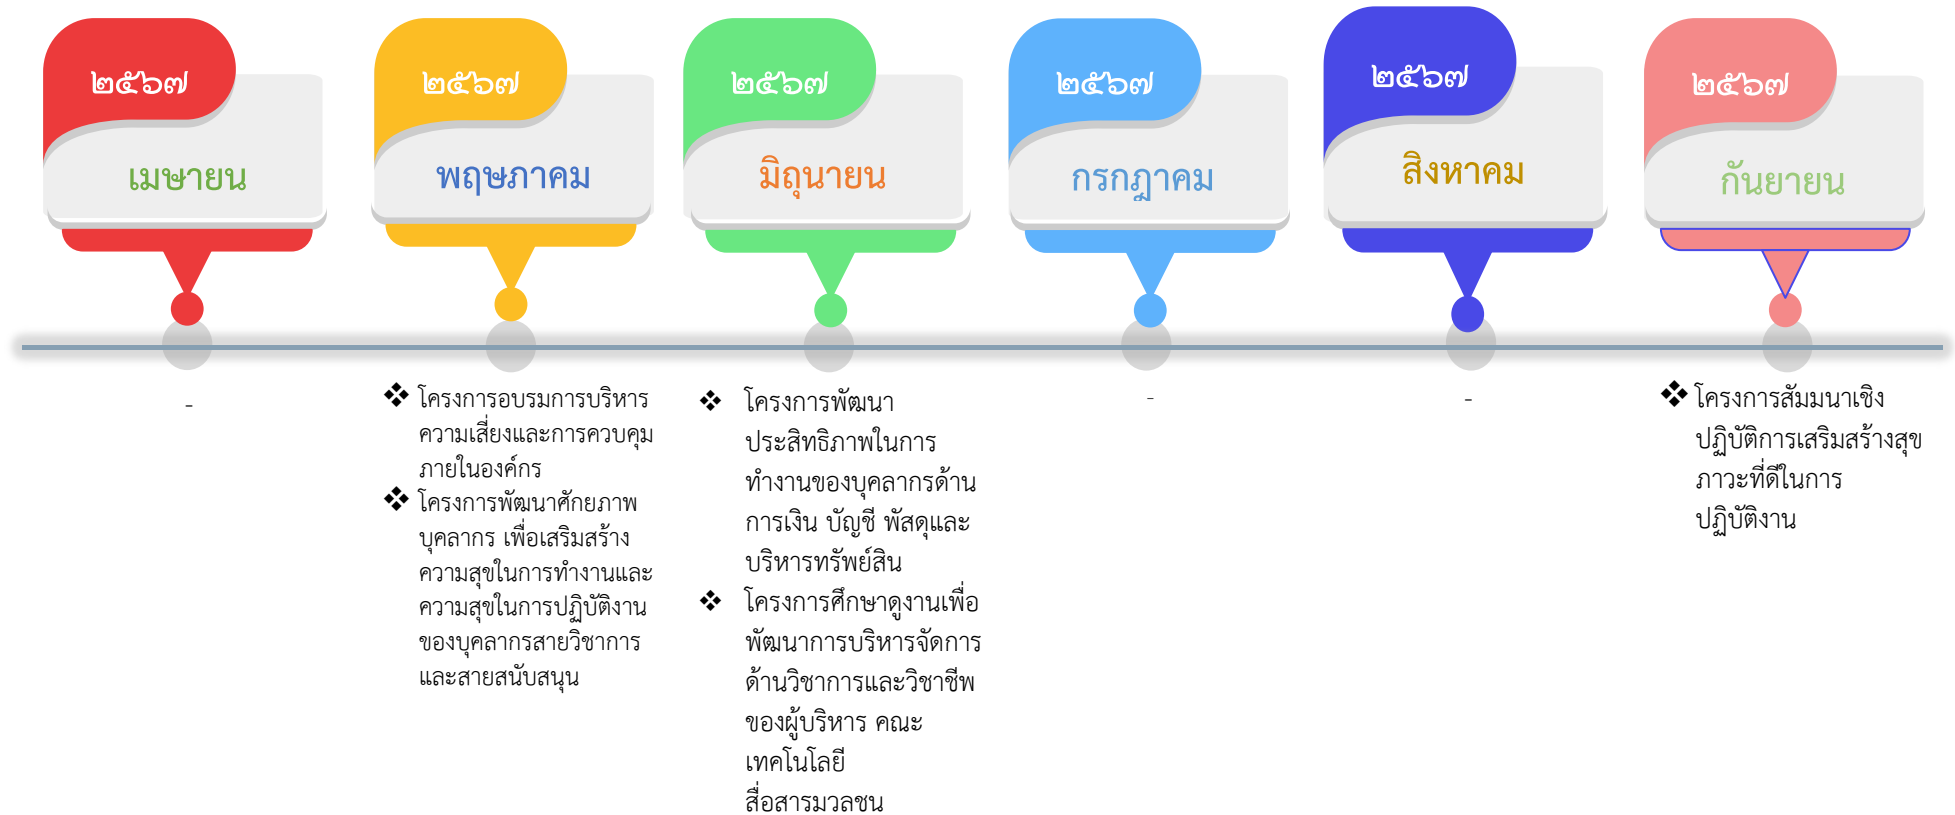 ๒๕๖๗
เมษายน
-
๒๕๖๗
พฤษภาคม
❖ โครงการอบรมการบริหาร
ความเสี่ยงและการควบคุม
ภายในองค์กร
❖ โครงการพัฒนาศักยภาพ
บุคลากร เพื่อเสริมสร้าง
ความสุขในการทำงานและ
ความสุขในการปฏิบัติงาน
ของบุคลากรสายวิชาการ
และสายสนับสนุน
๒๕๖๗
มิถุนายน
❖ โครงการพัฒนา
ประสิทธิภาพในการ
ทำงานของบุคลากรด้าน
การเงิน บัญชี พัสดุและ
บริหารทรัพย์สิน
❖ โครงการศึกษาดูงานเพื่อ
พัฒนาการบริหารจัดการ
ด้านวิชาการและวิชาชีพ
ของผู้บริหาร คณะ
เทคโนโลยี
สื่อสารมวลชน
๒๕๖๗
กรกฎาคม
-
๒๕๖๗
สิงหาคม
-
๒๕๖๗
กันยายน
❖ โครงการสัมมนาเชิง
ปฏิบัติการเสริมสร้างสุข
ภาวะที่ดีในการ
ปฏิบัติงาน